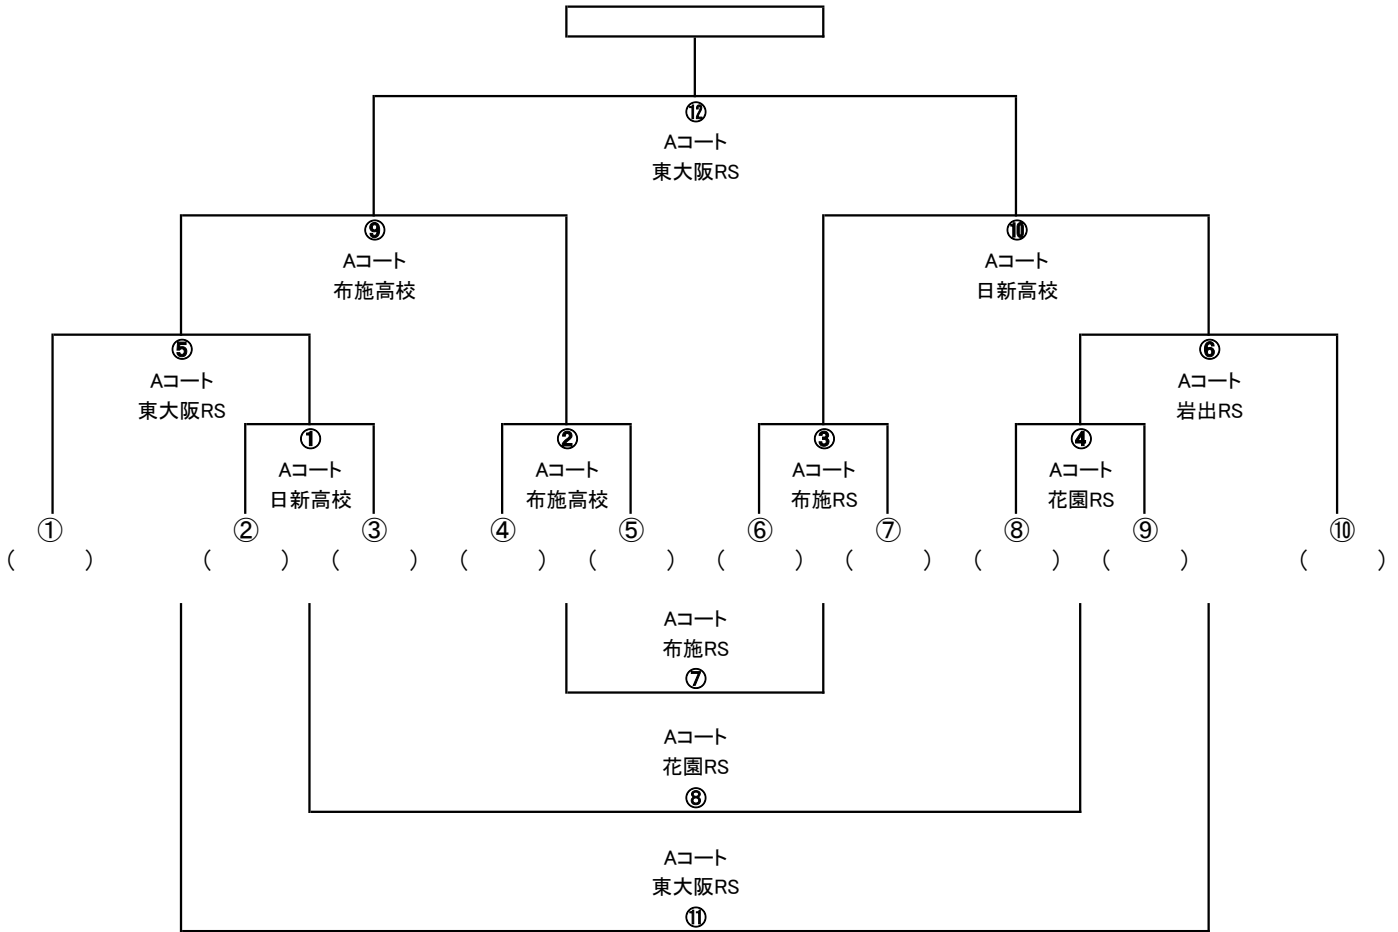 ⑫
Aコート
東大阪RS
⑨
Aコート
布施高校
⑩
Aコート
日新高校
⑤
Aコート
東大阪RS
⑥
Aコート
岩出RS
①
Aコート
日新高校
②
Aコート
布施高校
③
Aコート
布施RS
④
Aコート
花園RS
① ② ③ ④ ⑤ ⑥ ⑦ ⑧ ⑨ ⑩
( ) ( ) ( ) ( ) ( ) ( ) ( ) ( ) ( ) ( )
Aコート
布施RS
⑦
Aコート
花園RS
⑧
Aコート
東大阪RS
⑪